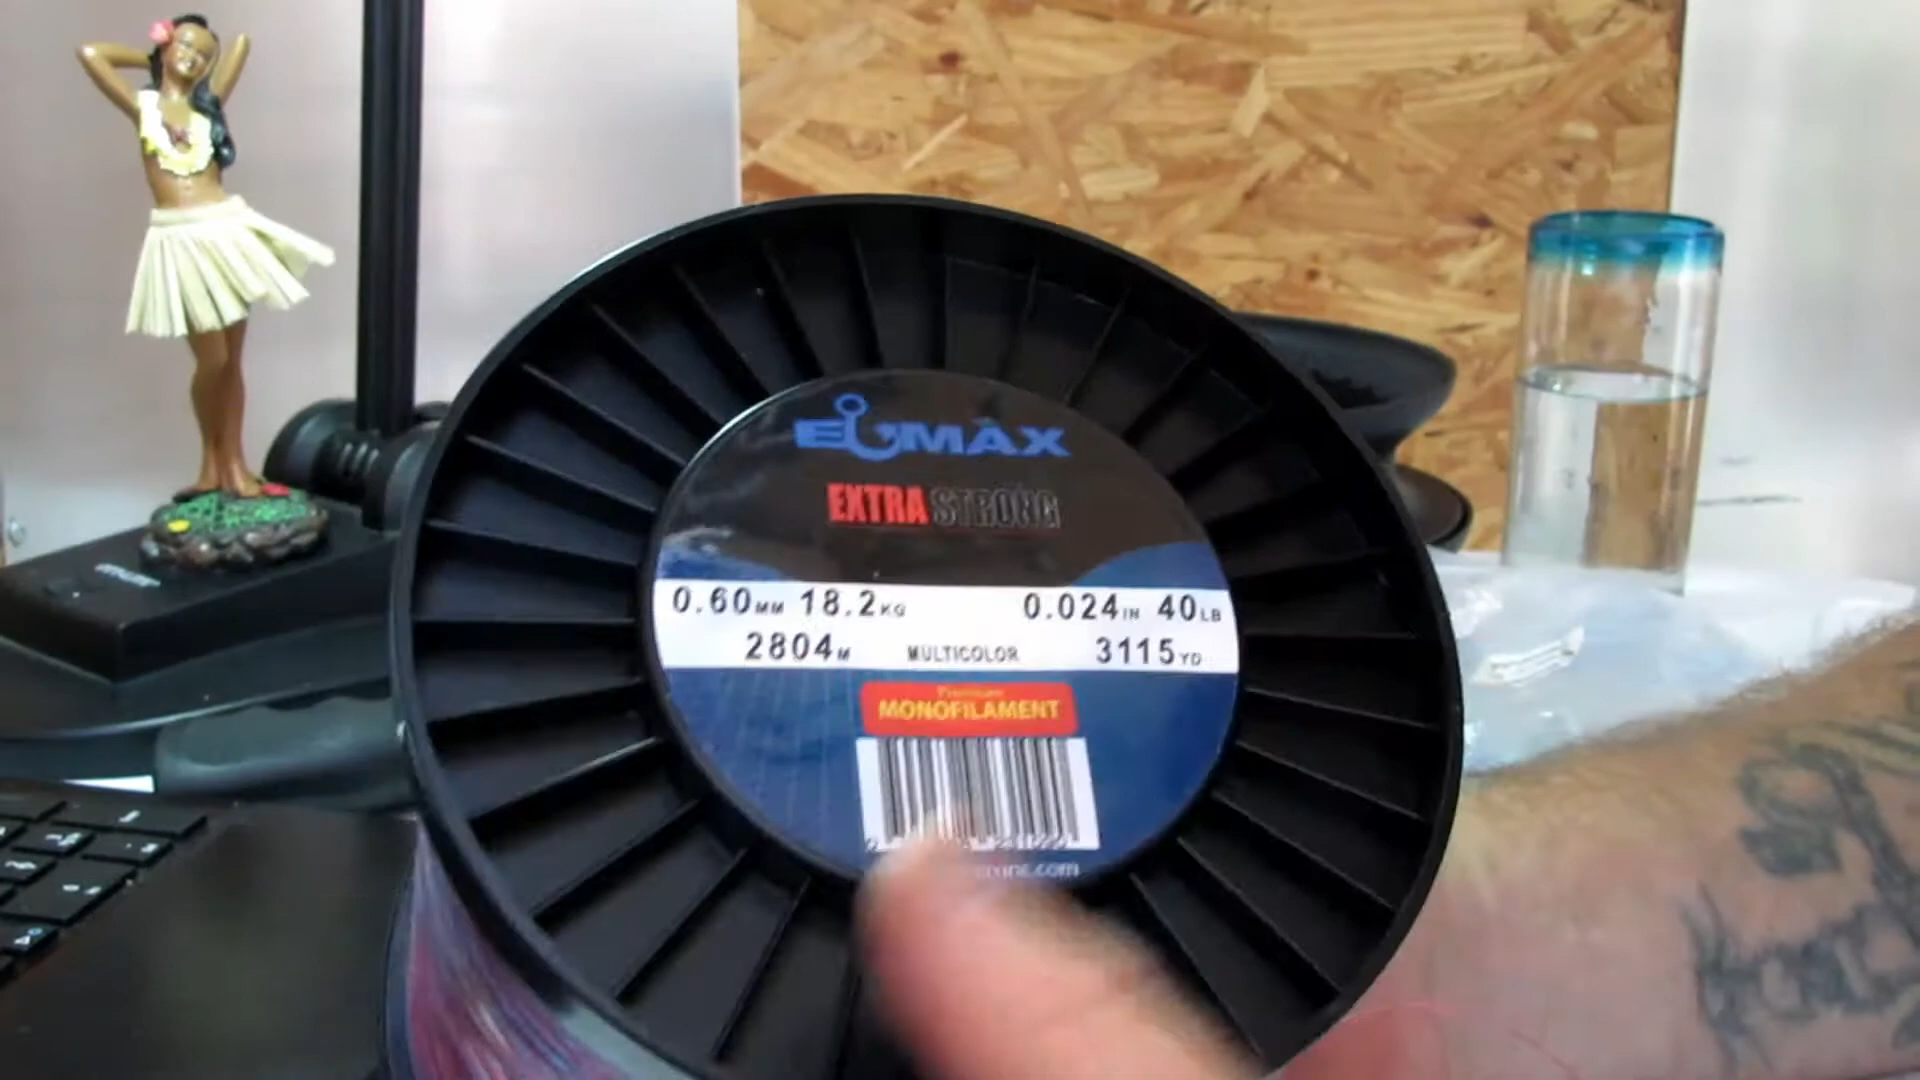 EUMAX
EXTRA STRONG
0.60MM 18.2KG 0.024IN 40LB
2804M MULTICOLOR 3115YD
Premium
MONOFILAMENT